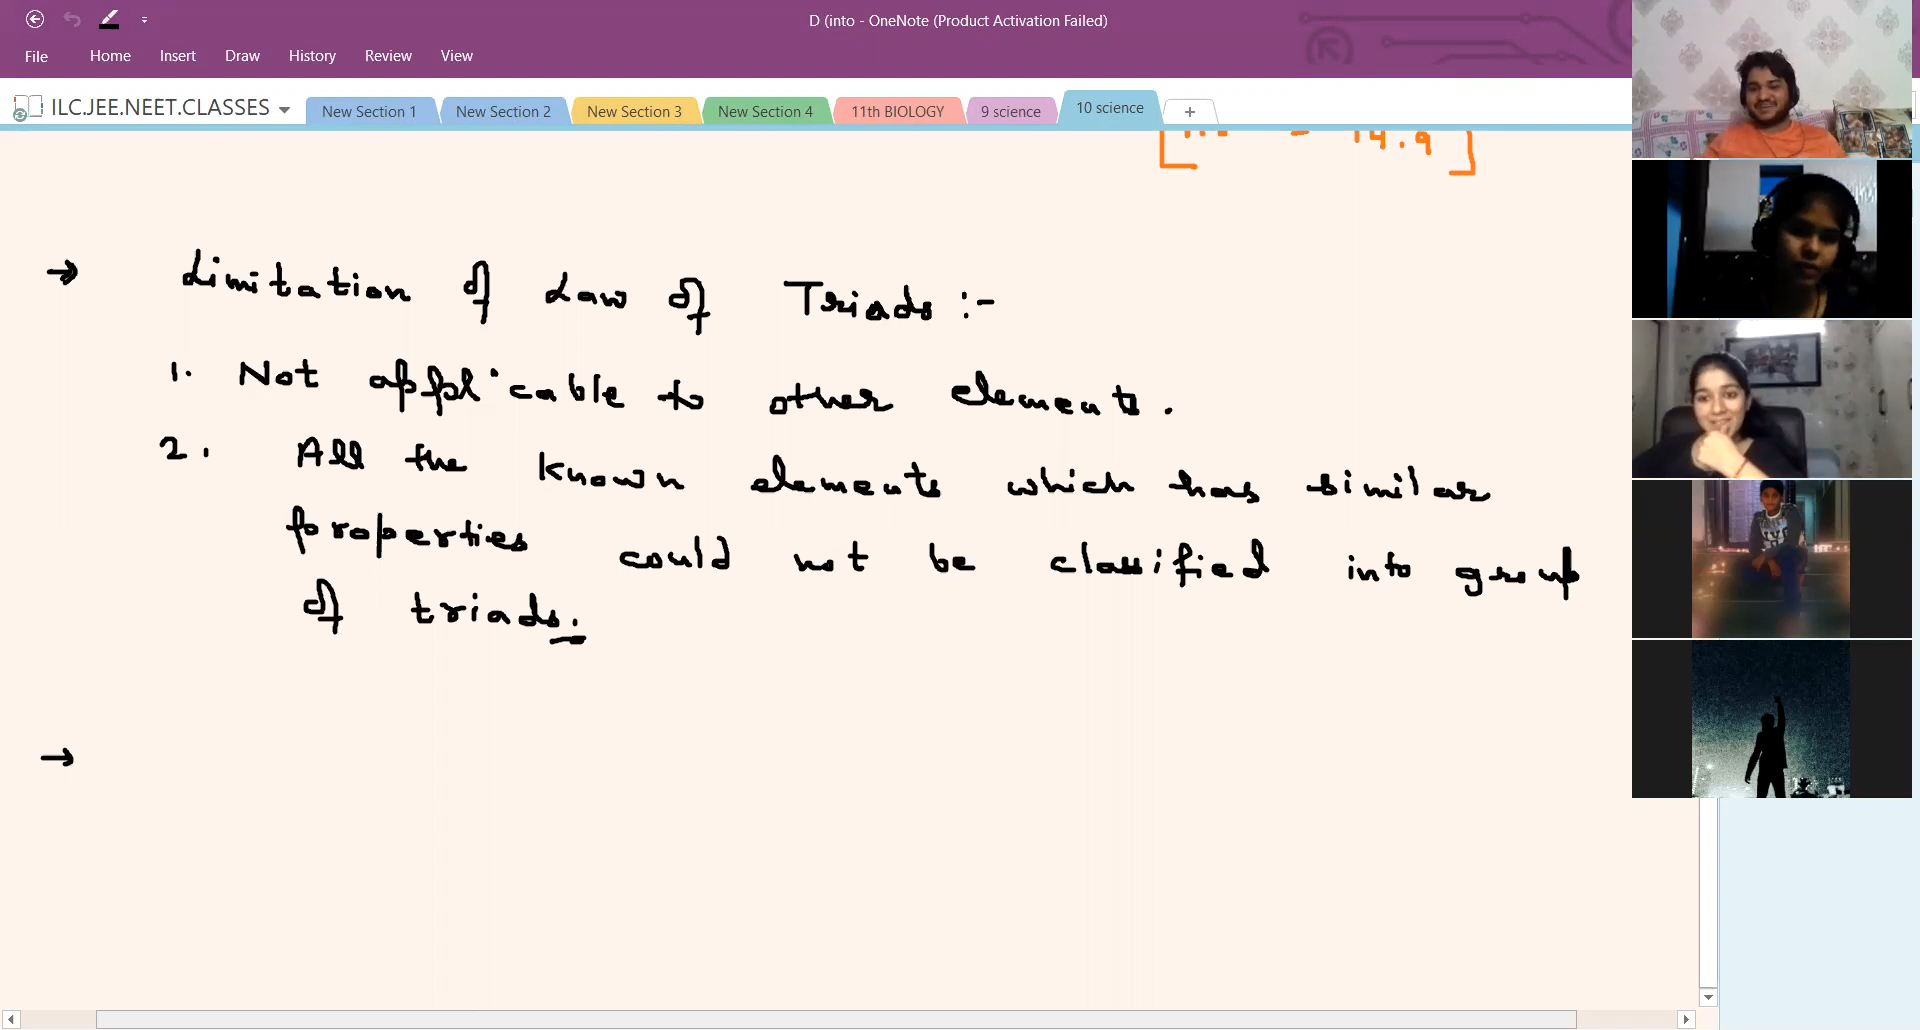 D (into - OneNote (Product Activation Failed)
File Home Insert Draw History Review View
ILC.JEE.NEET.CLASSES New Section 1 New Section 2 New Section 3 New Section 4 11th BIOLOGY 9 science 10 science +
= 14.9
→ Limitation of Law of Triads :-
1. Not applicable to other elements.
2. All the known elements which has similar
properties could not be classified into group
of triads.
→